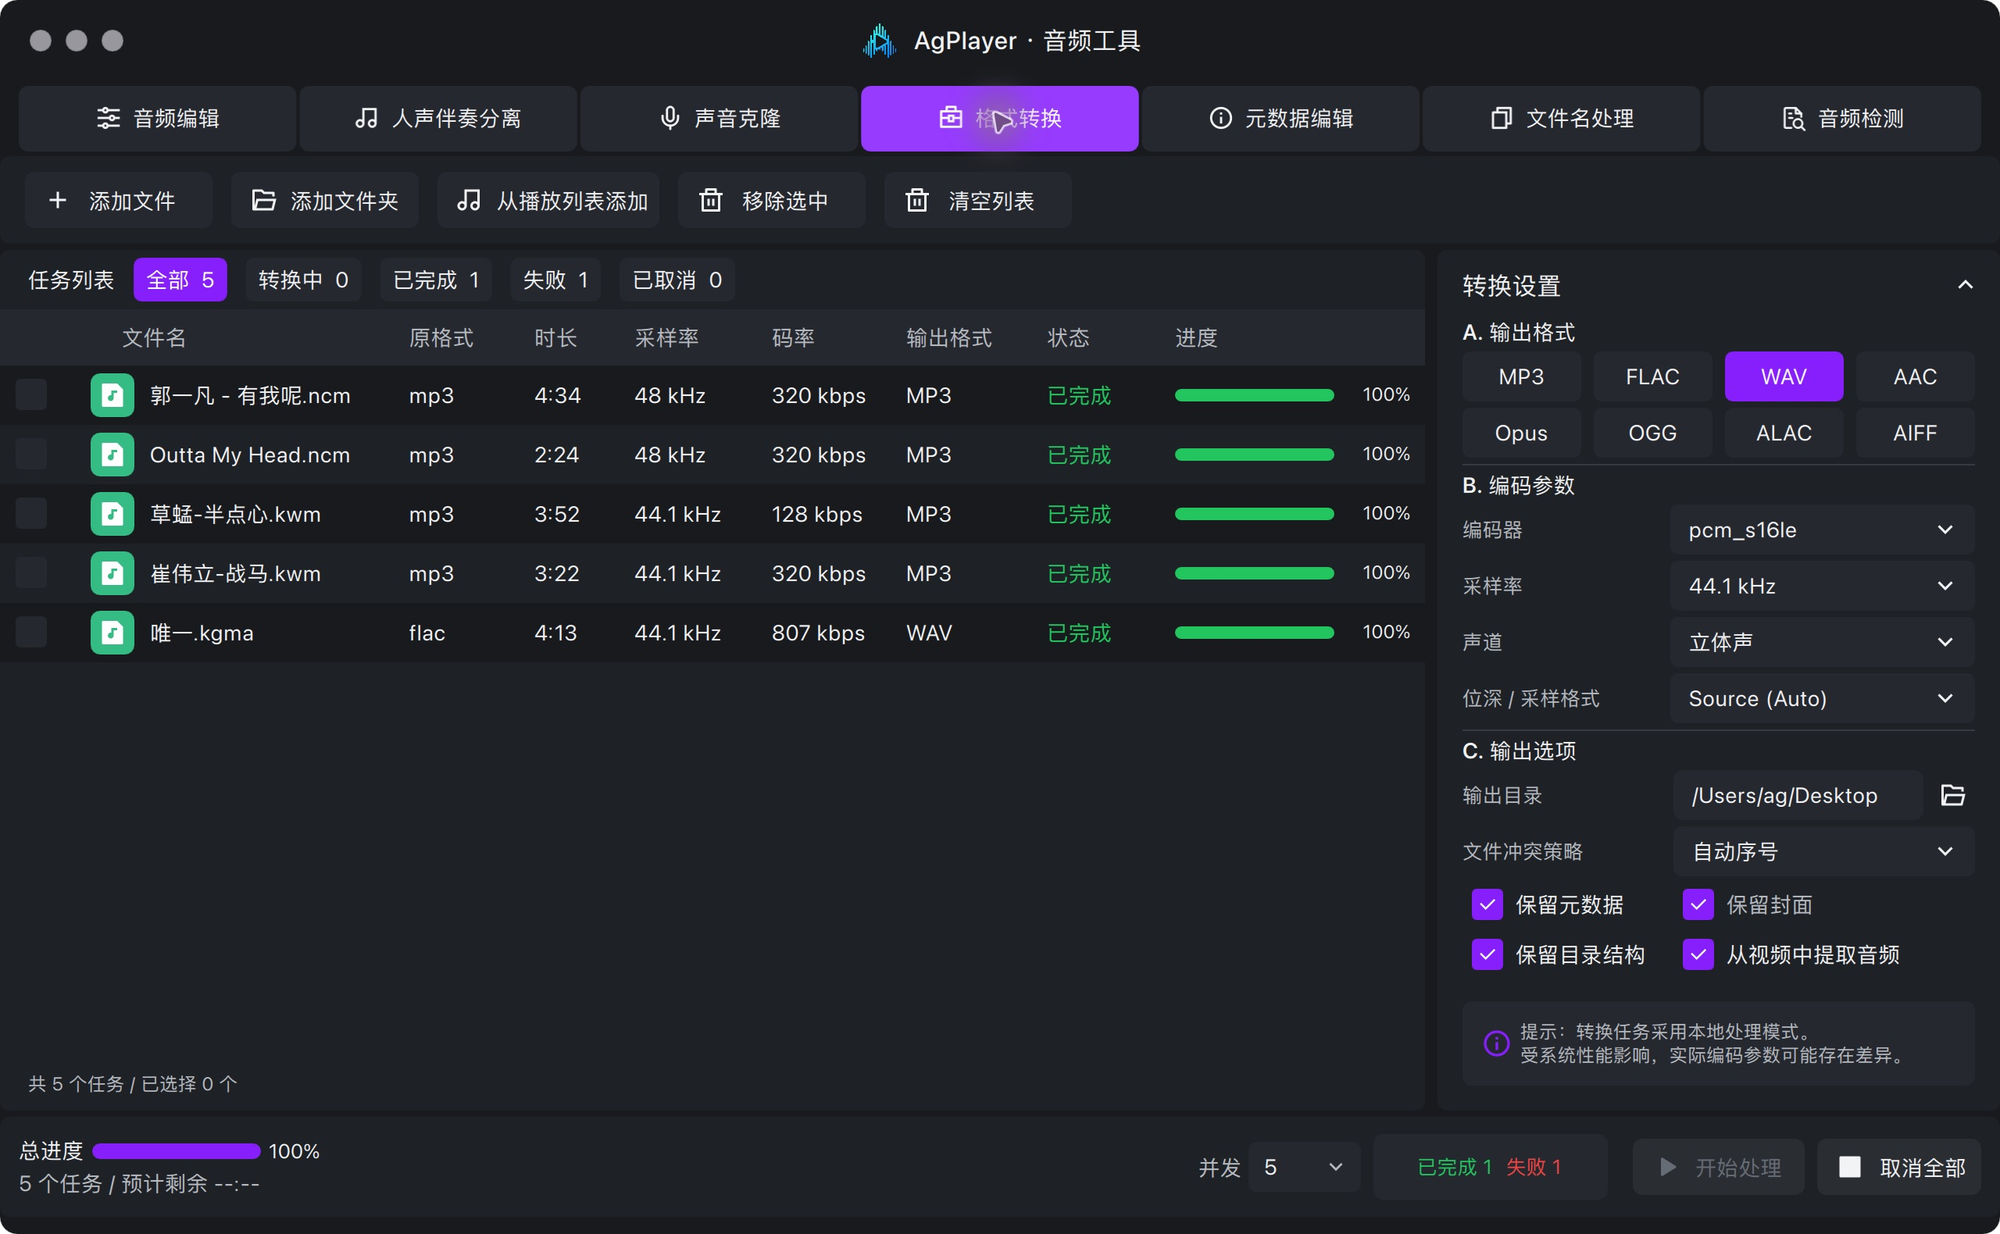 AgPlayer · 音频工具
音频编辑 人声伴奏分离 声音克隆 格式转换 元数据编辑 文件名处理 音频检测
添加文件 添加文件夹 从播放列表添加 移除选中 清空列表
任务列表 全部 5 转换中 0 已完成 1 失败 1 已取消 0
文件名 原格式 时长 采样率 码率 输出格式 状态 进度
郭一凡 - 有我呢.ncm mp3 4:34 48 kHz 320 kbps MP3 已完成 100%
Outta My Head.ncm mp3 2:24 48 kHz 320 kbps MP3 已完成 100%
草蜢-半点心.kwm mp3 3:52 44.1 kHz 128 kbps MP3 已完成 100%
崔伟立-战马.kwm mp3 3:22 44.1 kHz 320 kbps MP3 已完成 100%
唯一.kgma flac 4:13 44.1 kHz 807 kbps WAV 已完成 100%
共 5 个任务 / 已选择 0 个
转换设置
A. 输出格式
MP3 FLAC WAV AAC
Opus OGG ALAC AIFF
B. 编码参数
编码器 pcm_s16le
采样率 44.1 kHz
声道 立体声
位深 / 采样格式 Source (Auto)
C. 输出选项
输出目录 /Users/ag/Desktop
文件冲突策略 自动序号
保留元数据 保留封面
保留目录结构 从视频中提取音频
提示：转换任务采用本地处理模式。
受系统性能影响，实际编码参数可能存在差异。
总进度 100%
5 个任务 / 预计剩余 --:--
并发 5 已完成 1 失败 1 开始处理 取消全部